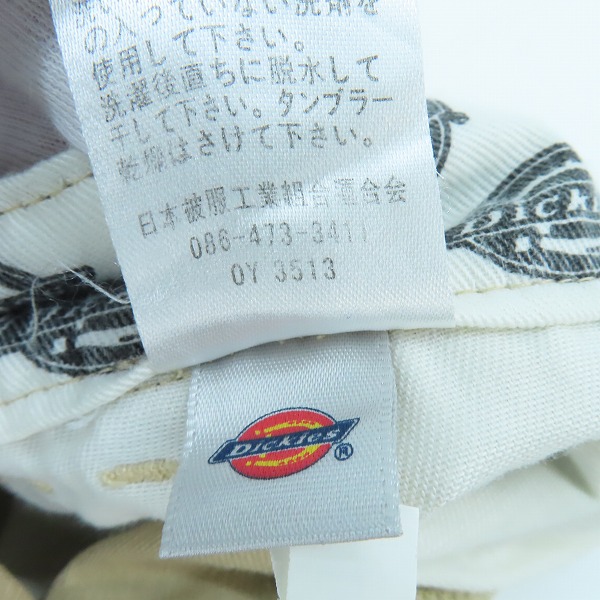 の入っていない洗剤を
使用して下さい。
洗濯後直ちに脱水して
干して下さい。タンブラー
乾燥はさけて下さい。
日本被服工業組合連合会
086-473-3411
OY 3513
DICKIES
Dickies
®